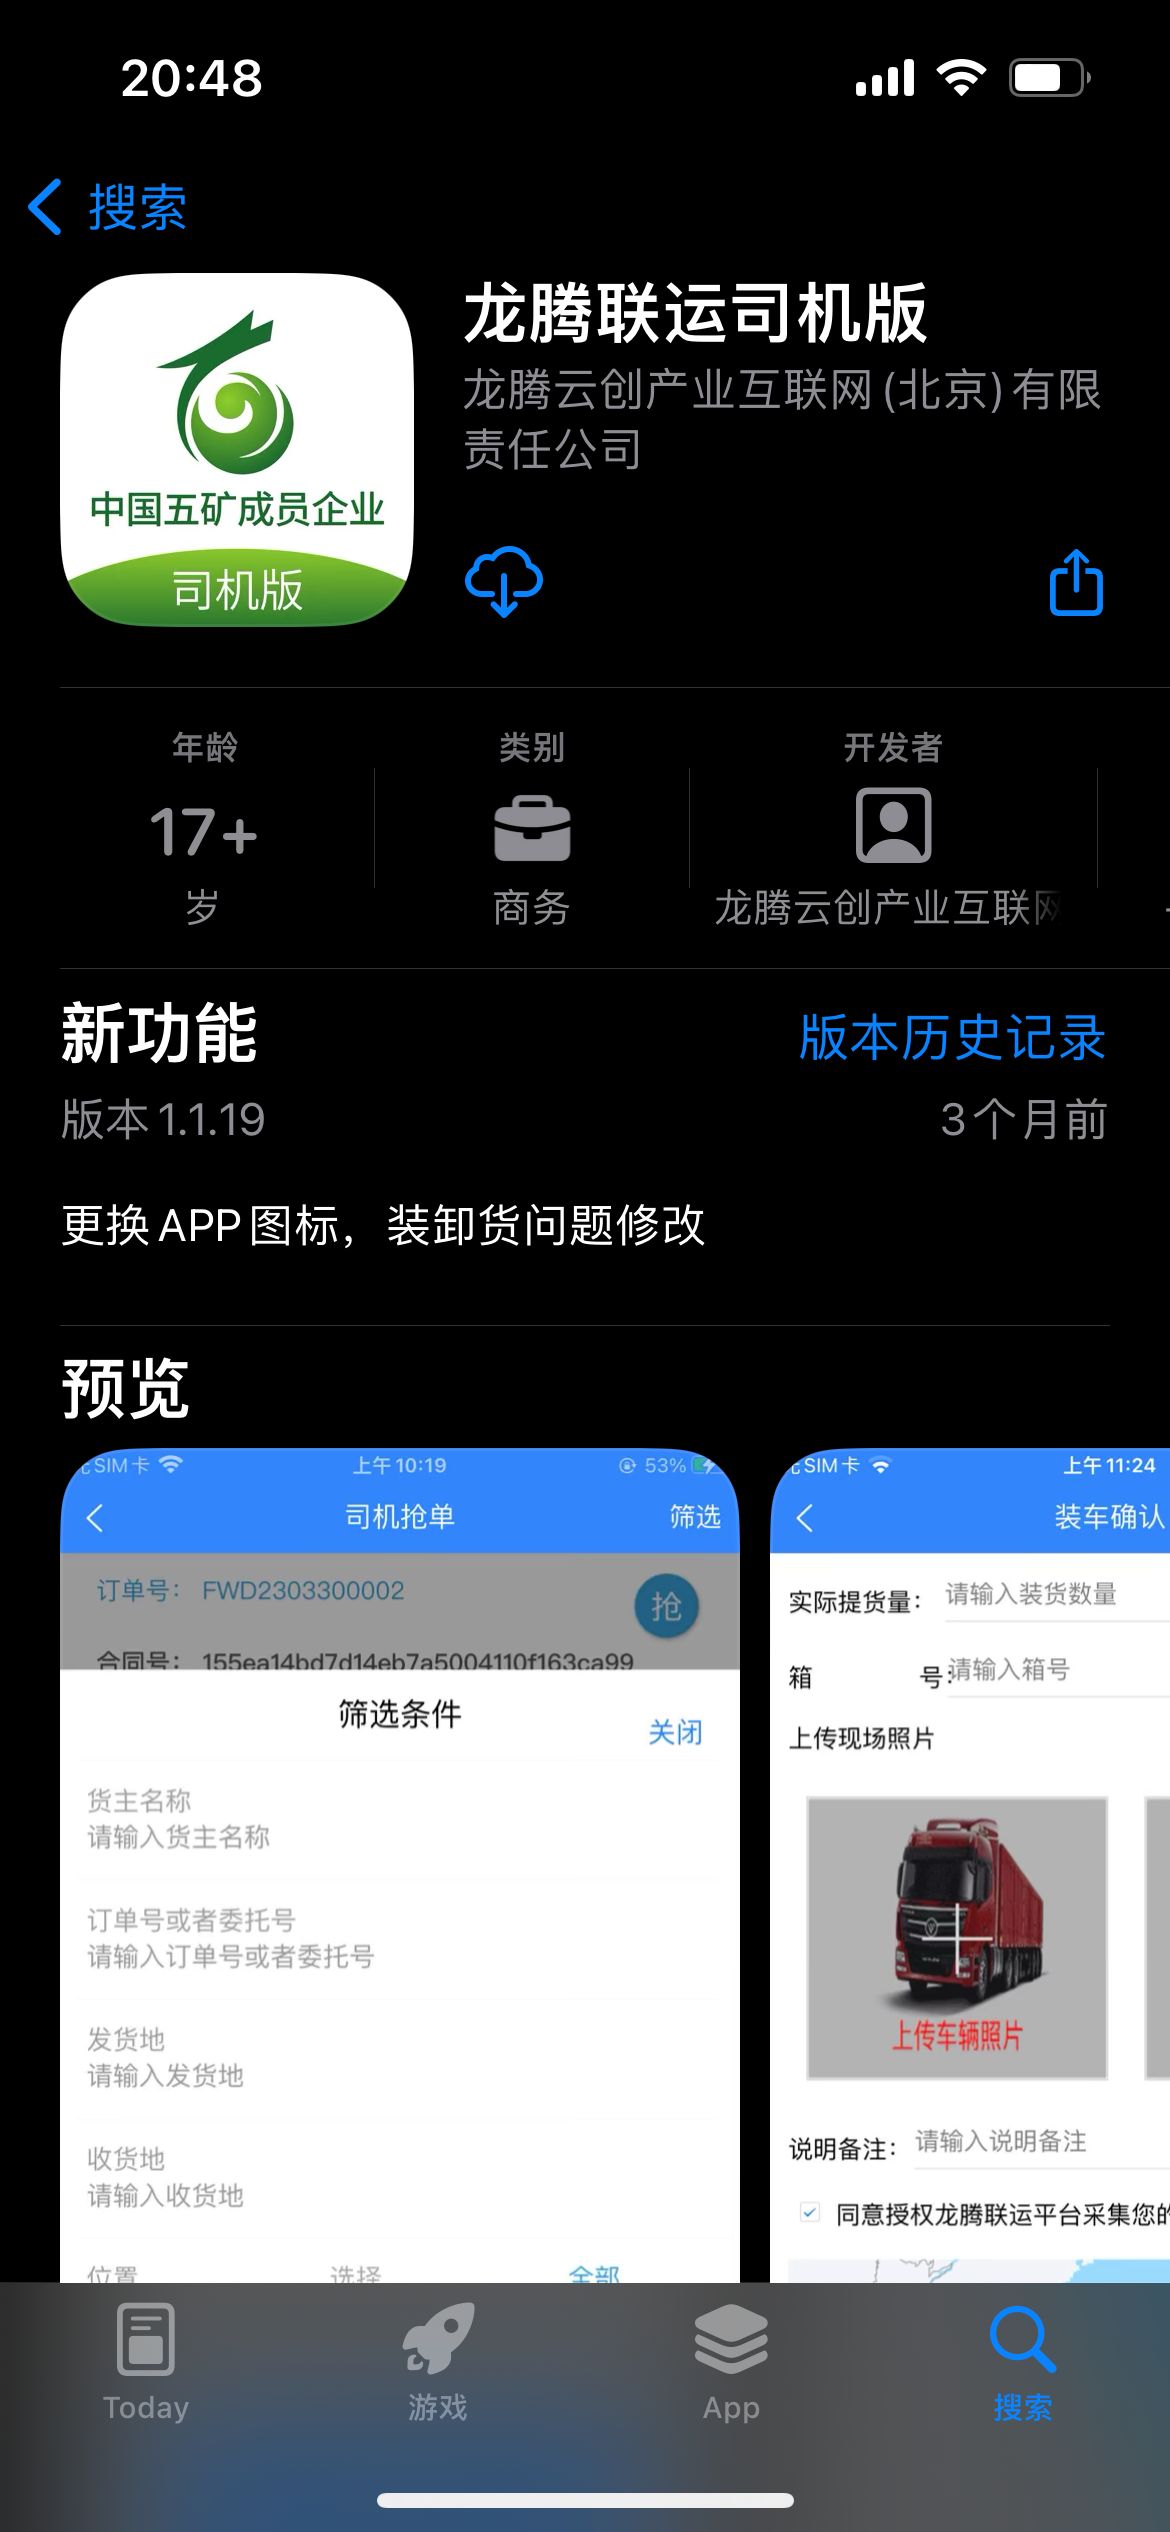 20:48
搜索
龙腾联运司机版
龙腾云创产业互联网(北京)有限
责任公司
中国五矿成员企业
司机版
年龄
17+
岁
类别
商务
开发者
龙腾云创产业互联网
新功能
版本历史记录
版本 1.1.19
3个月前
更换APP图标，装卸货问题修改
预览
SIM卡
上午10:19
53%
司机抢单
筛选
订单号： FWD2303300002
抢
合同号： 155ea14bd7d14eb7a5004110f163ca99
筛选条件
关闭
货主名称
请输入货主名称
订单号或者委托号
请输入订单号或者委托号
发货地
请输入发货地
收货地
请输入收货地
位置
选择
全部
SIM卡
上午11:24
装车确认
实际提货量： 请输入装货数量
箱 号：请输入箱号
上传现场照片
上传车辆照片
说明备注： 请输入说明备注
同意授权龙腾联运平台采集您的
Today
游戏
App
搜索